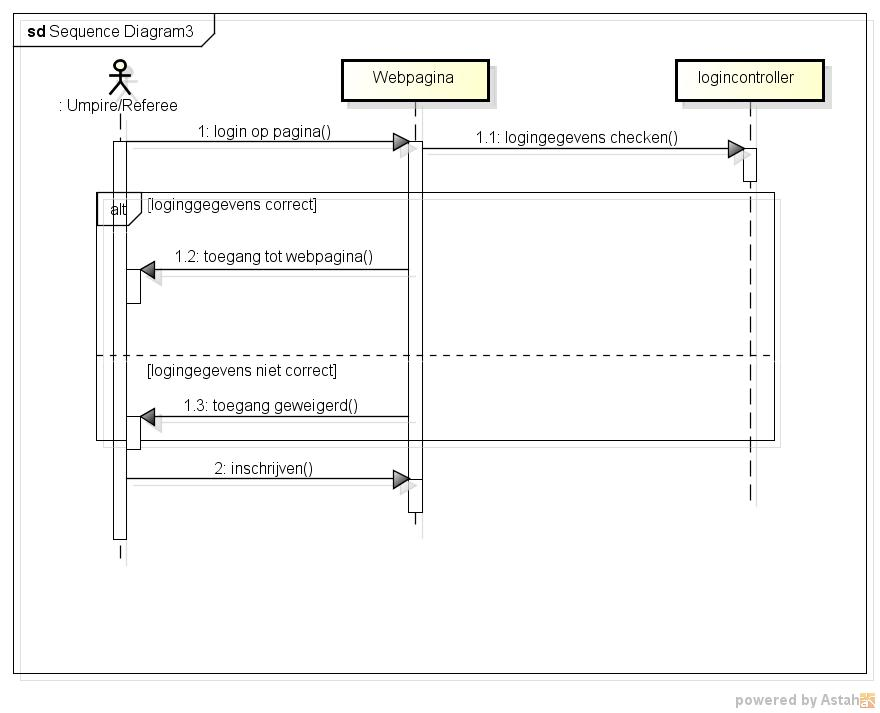 sd Sequence Diagram3
: Umpire/Referee
Webpagina
logincontroller
1: login op pagina()
1.1: logingegevens checken()
alt
[loginggegevens correct]
1.2: toegang tot webpagina()
[logingegevens niet correct]
1.3: toegang geweigerd()
2: inschrijven()
powered by Astah